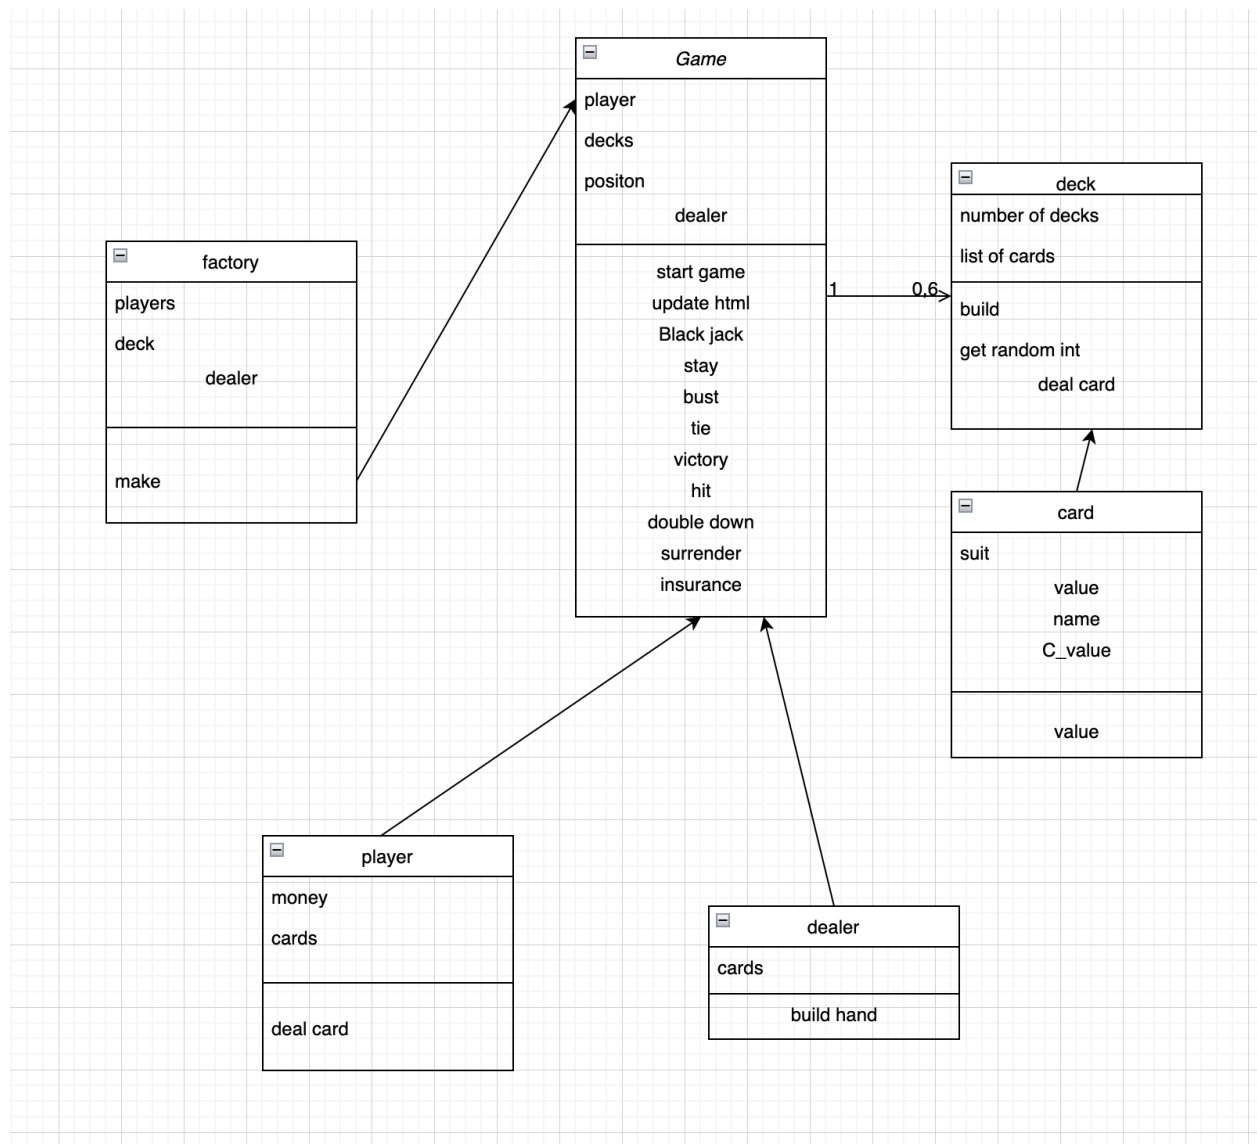 Game
player
decks
positon
dealer
start game
update html
Black jack
stay
bust
tie
victory
hit
double down
surrender
insurance
1
0,6
deck
number of decks
list of cards
build
get random int
deal card
factory
players
deck
dealer
make
card
suit
value
name
C_value
value
player
money
cards
deal card
dealer
cards
build hand